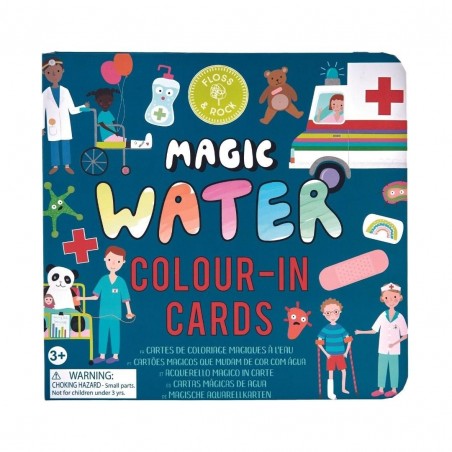 FLOSS
& ROCK
MAGIC
WATER
COLOUR-IN
CARDS
CARTES DE COLORIAGE MAGIQUES À L'EAU
CARTÕES MAGICOS QUE MUDAM DE COR COM ÁGUA
ACQUERELLO MAGICO IN CARTE
CARTAS MÁGICAS DE AGUA
MAGISCHE AQUARELLKARTEN
3+
WARNING:
CHOKING HAZARD - Small parts.
Not for children under 3 yrs.